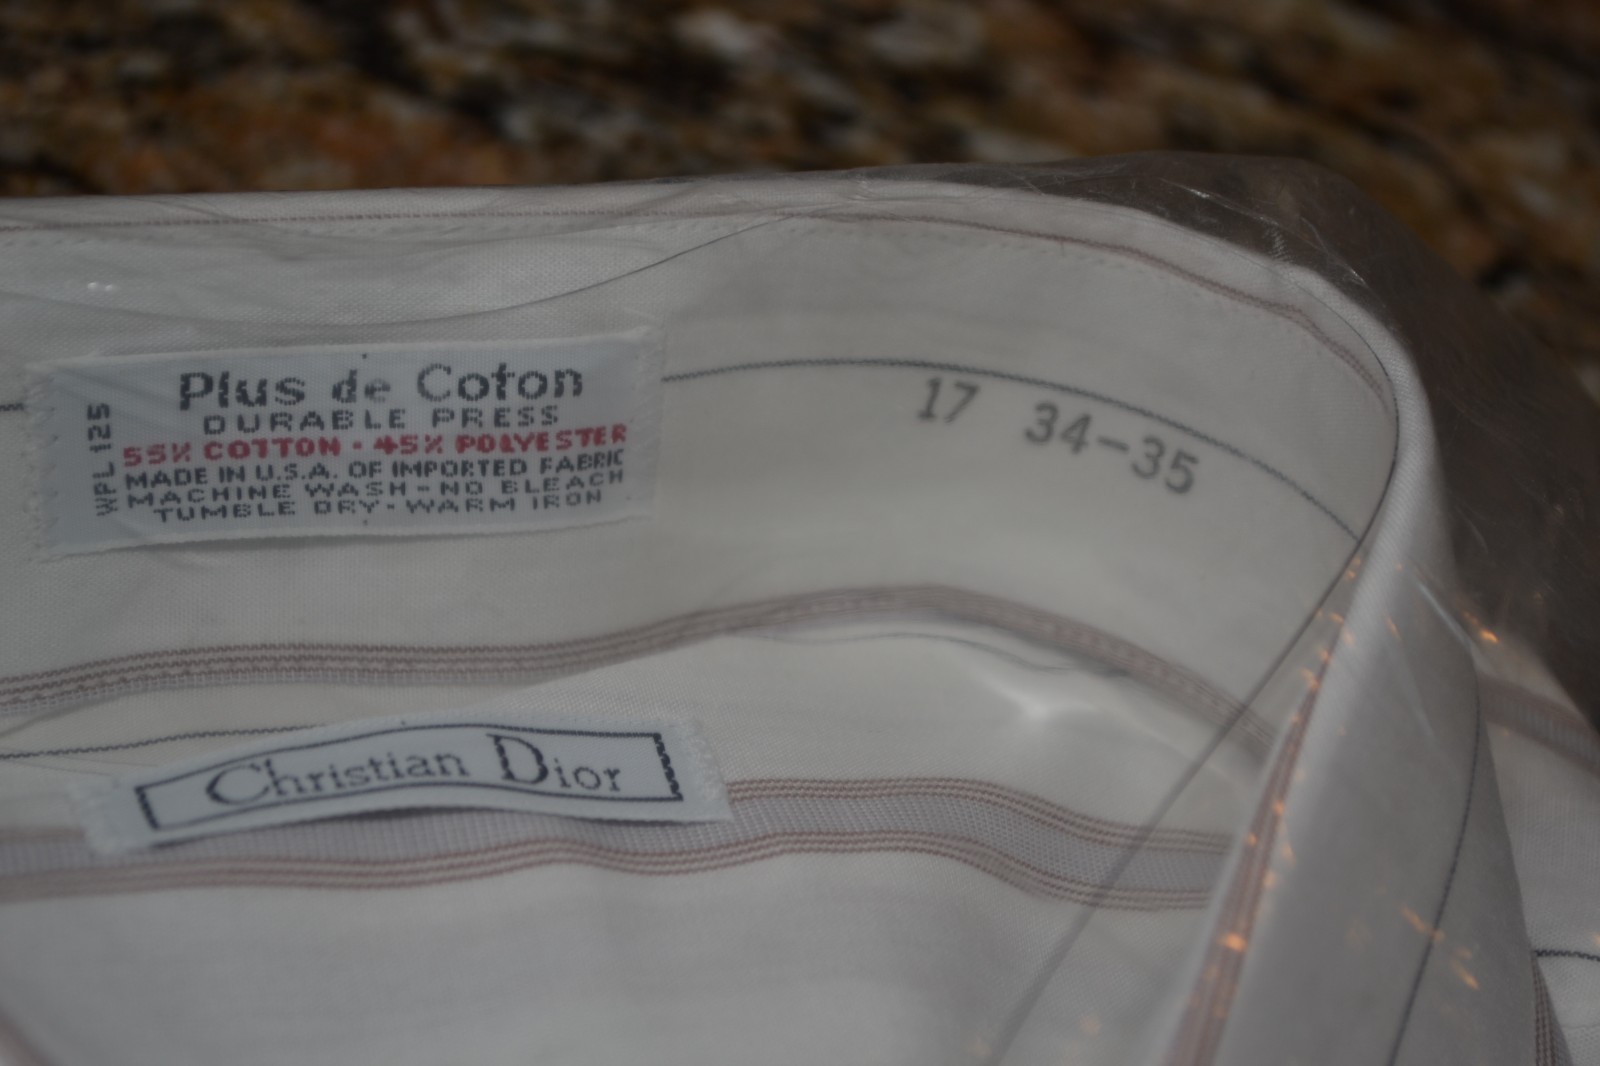 Plus de Coton
DURABLE PRESS
55% COTTON - 45% POLYESTER
MADE IN U.S.A. OF IMPORTED FABRIC
MACHINE WASH - NO BLEACH
TUMBLE DRY - WARM IRON
WPL 125
17 34-35
Christian Dior